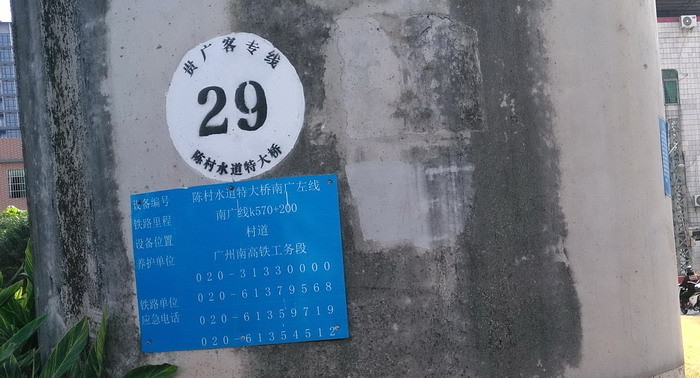 贵广客专线
29
陈村水道特大桥
设备编号 陈村水道特大桥南广左线
铁路里程 南广线k570+200
设备位置 村道
养护单位 广州南高铁工务段
020-31330000
铁路单位 020-61379568
应急电话 020-61359719
020-61354512